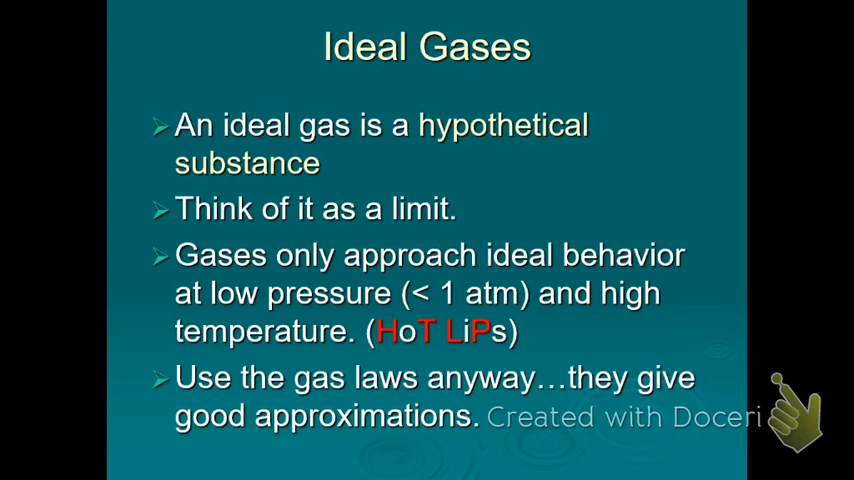 Ideal Gases
An ideal gas is a hypothetical
substance
Think of it as a limit.
Gases only approach ideal behavior
at low pressure (< 1 atm) and high
temperature. (HoT LiPs)
Use the gas laws anyway…they give
good approximations.
Created with Doceri